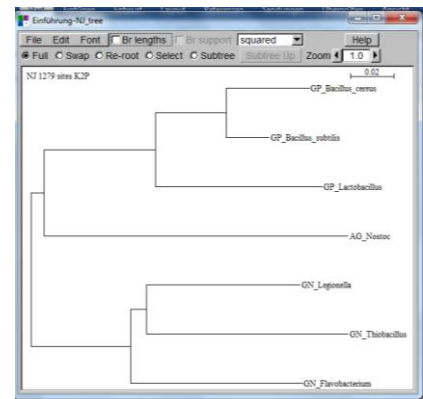 Einführung-NJ_tree
File Edit Font Br lengths Br support squared Help
Full Swap Re-root Select Subtree Subtree Up Zoom 1.0
NJ 1279 sites K2P
0.02
GP_Bacillus_cereus
GP_Bacillus_subtilis
GP_Lactobacillus
AG_Nostoc
GN_Legionella
GN_Thiobacillus
GN_Flavobacterium